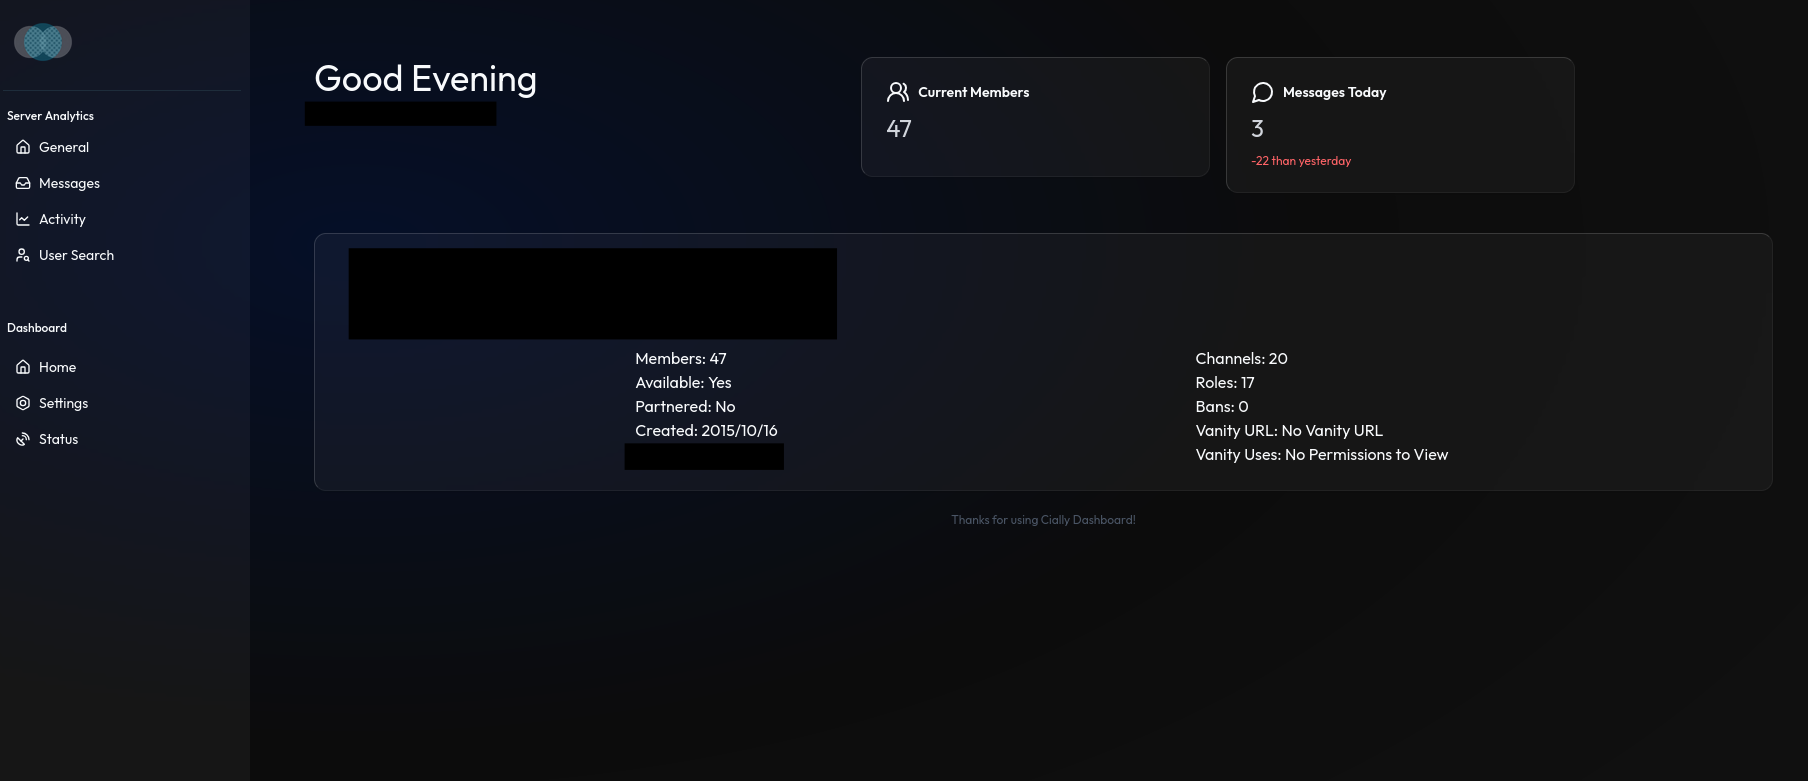 Server Analytics
General
Messages
Activity
User Search
Dashboard
Home
Settings
Status
Good Evening
Current Members
47
Messages Today
3
-22 than yesterday
Members: 47
Available: Yes
Partnered: No
Created: 2015/10/16
Channels: 20
Roles: 17
Bans: 0
Vanity URL: No Vanity URL
Vanity Uses: No Permissions to View
Thanks for using Cially Dashboard!